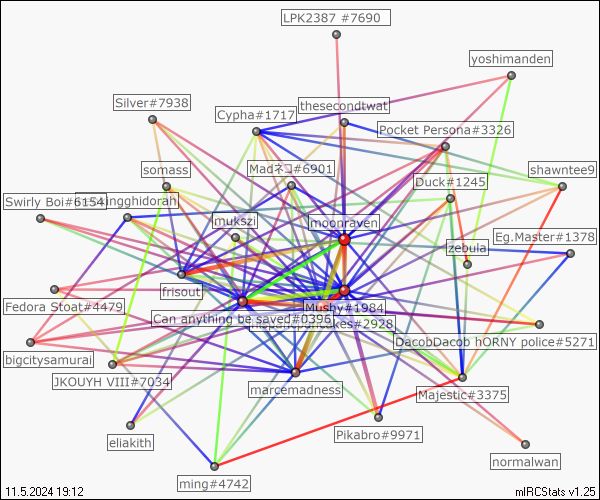 LPK2387 #7690
yoshimanden
Silver#7938
Cypha#1717
thesecondtwat
Pocket Persona#3326
somass
Madネコ#6901
Duck#1245
shawntee9
Swirly Boi#6154
ghidorah
mukszi
moonraven
Eg.Master#1378
zebula
frisout
Fedora Stoat#4479
Mushy#1984
Can anything be saved#0396
cakes#2928
DacobDacob hORNY police#5271
bigcitysamurai
JKOUYH VIII#7034
marcemadness
Majestic#3375
eliakith
Pikabro#9971
normalwan
ming#4742
11.5.2024 19:12
mIRCStats v1.25